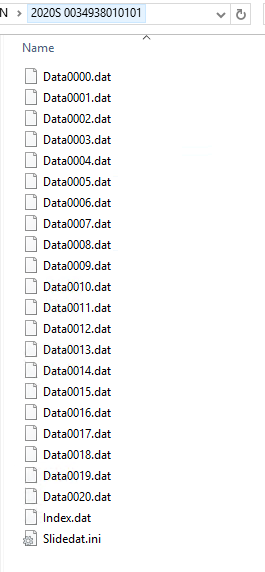 N > 2020S 0034938010101
Name
Data0000.dat
Data0001.dat
Data0002.dat
Data0003.dat
Data0004.dat
Data0005.dat
Data0006.dat
Data0007.dat
Data0008.dat
Data0009.dat
Data0010.dat
Data0011.dat
Data0012.dat
Data0013.dat
Data0014.dat
Data0015.dat
Data0016.dat
Data0017.dat
Data0018.dat
Data0019.dat
Data0020.dat
Index.dat
Slidedat.ini